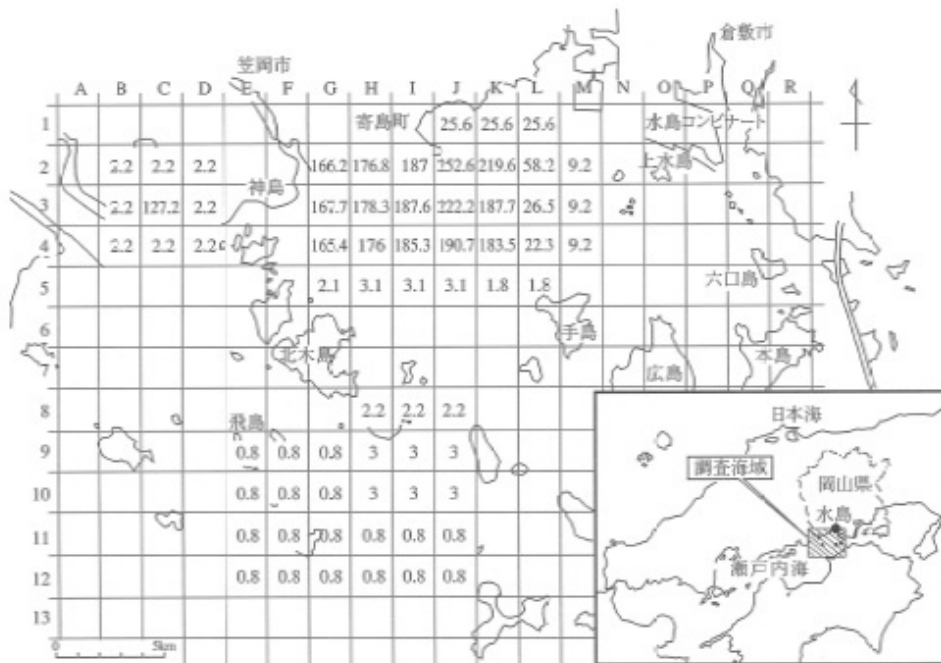 倉敷市
笠岡市
A B C D E F G H I J K L M N O P Q R
1 寄島町 25.6 25.6 25.6 水島コンビナート
上水島
2 2.2 2.2 2.2 166.2 176.8 187 252.6 219.6 58.2 9.2
神島
3 2.2 127.2 2.2 167.7 178.3 187.6 222.2 187.7 26.5 9.2
4 2.2 2.2 2.2 165.4 176 185.3 190.7 183.5 22.3 9.2
5 2.1 3.1 3.1 3.1 1.8 1.8 六口島
6 手島
7 北木島 広島 本島
8 2.2 2.2 2.2
飛島
9 0.8 0.8 0.8 3 3 3
10 0.8 0.8 0.8 3 3 3
11 0.8 0.8 0.8 0.8 0.8 0.8
12 0.8 0.8 0.8 0.8 0.8 0.8
13
0 5km
日本海
調査海域
岡山県
水島
瀬戸内海